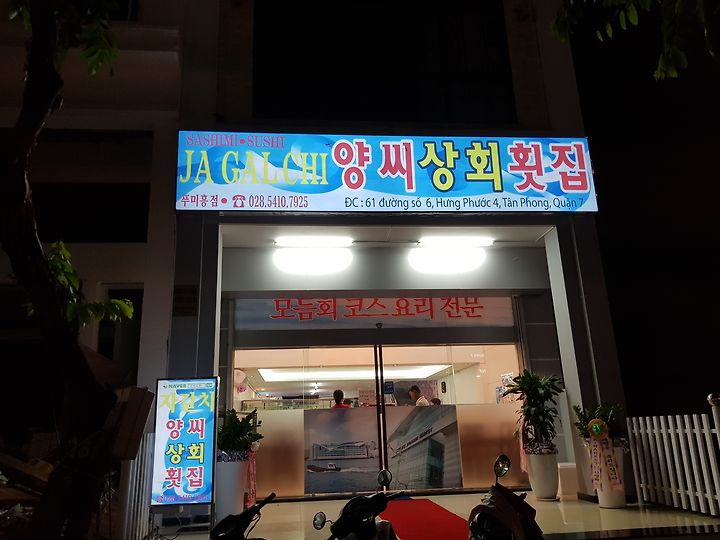 SASHIMI•SUSHI
JA GALCHI 양씨상회횟집
푸미흥점• ☎ 028.5410.7925 ĐC : 61 đường số 6, Hưng Phước 4, Tân Phong, Quận 7
모듬회 코스요리 전문
NAVER
자갈치
양씨
상회
횟집